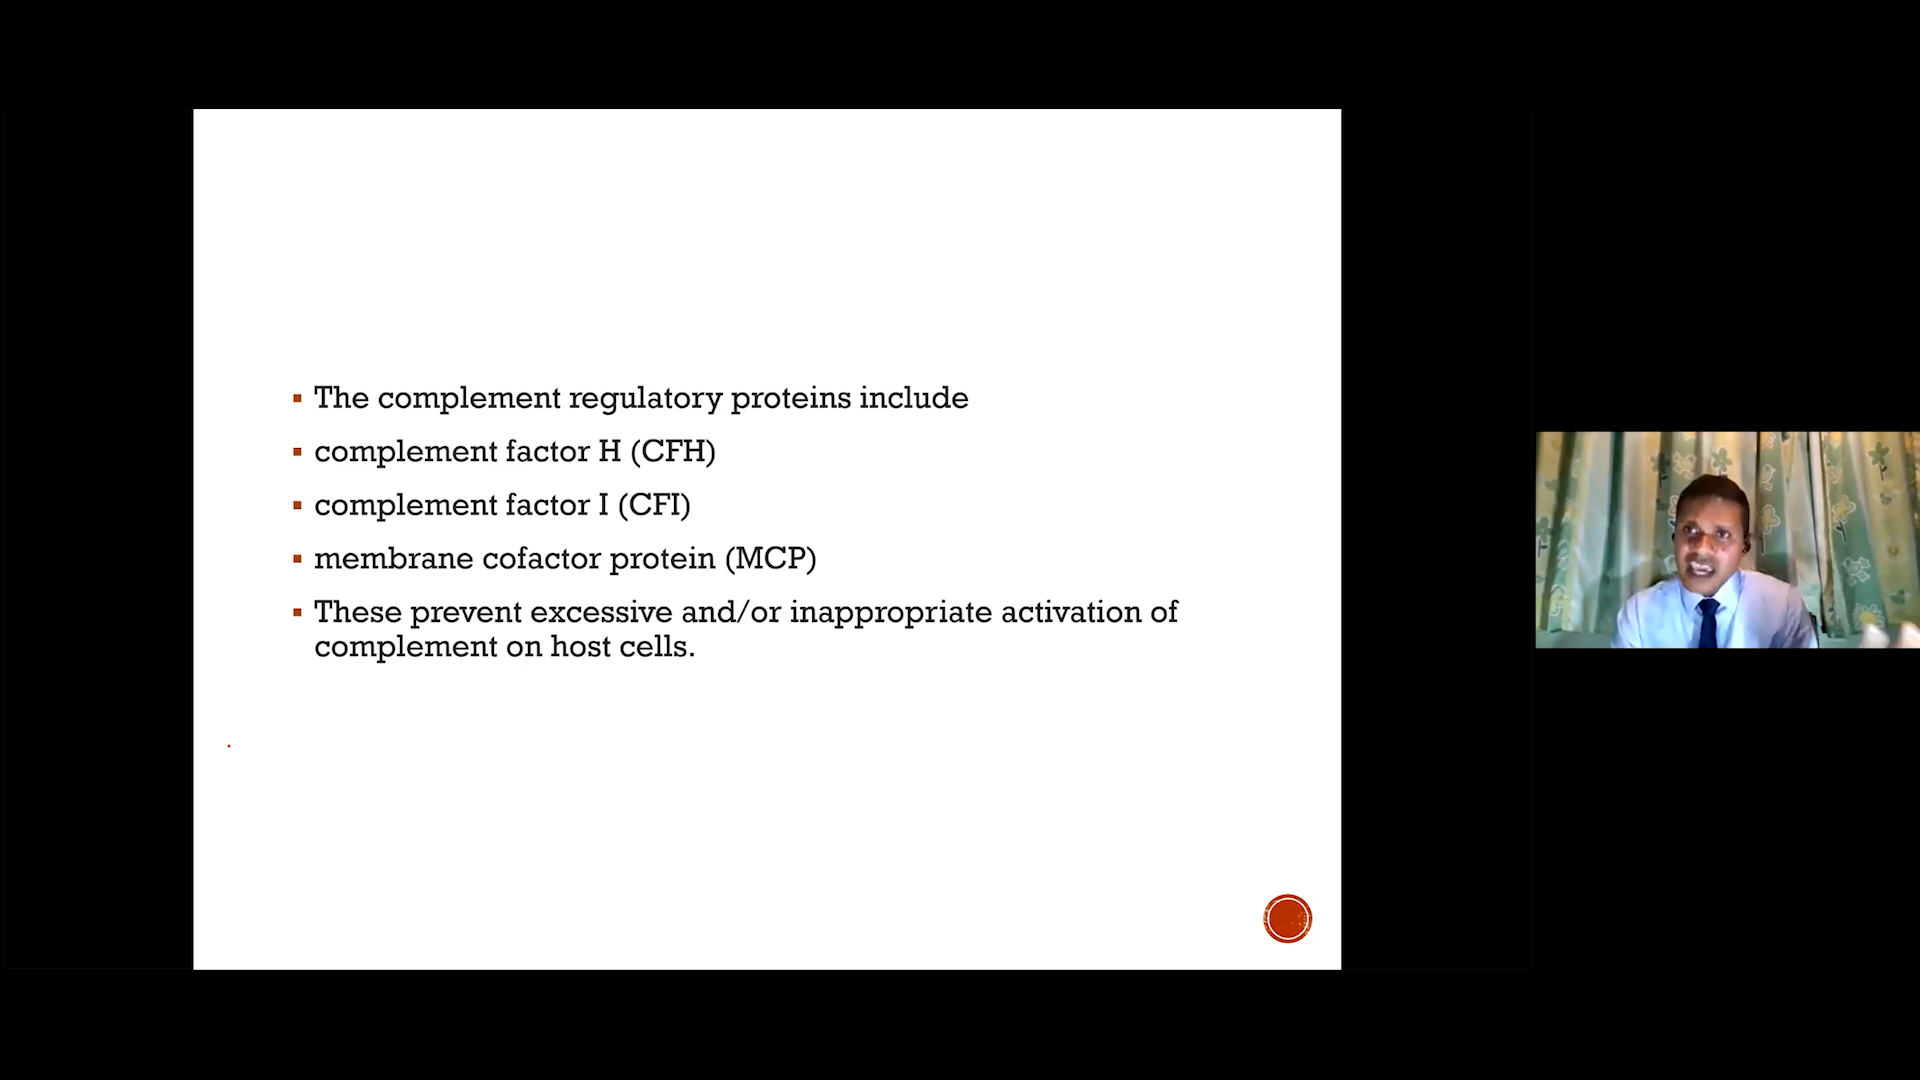 The complement regulatory proteins include
complement factor H (CFH)
complement factor I (CFI)
membrane cofactor protein (MCP)
These prevent excessive and/or inappropriate activation of
complement on host cells.